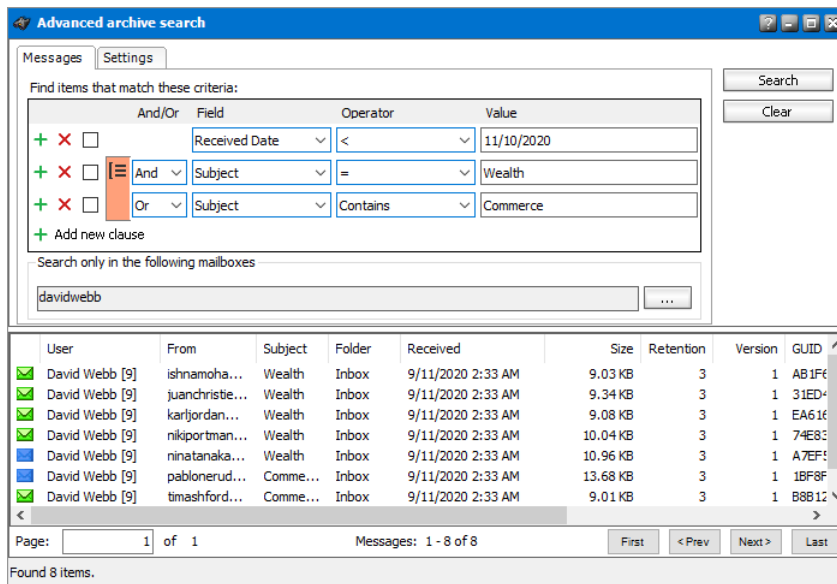 Advanced archive search
Messages Settings
Find items that match these criteria:
Search
Clear
And/Or Field Operator Value
Received Date < 11/10/2020
And Subject = Wealth
Or Subject Contains Commerce
Add new clause
Search only in the following mailboxes
davidwebb
...
User From Subject Folder Received Size Retention Version GUID
David Webb [9] ishnamoha... Wealth Inbox 9/11/2020 2:33 AM 9.03 KB 3 1 AB1F6
David Webb [9] juanchristie... Wealth Inbox 9/11/2020 2:33 AM 9.34 KB 3 1 31ED4
David Webb [9] karljordan... Wealth Inbox 9/11/2020 2:33 AM 9.08 KB 3 1 EA616
David Webb [9] nikiportman... Wealth Inbox 9/11/2020 2:33 AM 10.04 KB 3 1 74E83
David Webb [9] ninatanaka... Wealth Inbox 9/11/2020 2:33 AM 10.96 KB 3 1 A7EF5
David Webb [9] pablonerud... Comme... Inbox 9/11/2020 2:33 AM 13.68 KB 3 1 1BF8F
David Webb [9] timashford... Comme... Inbox 9/11/2020 2:33 AM 9.01 KB 3 1 B8B12
Page: 1 of 1 Messages: 1 - 8 of 8 First < Prev Next > Last
Found 8 items.